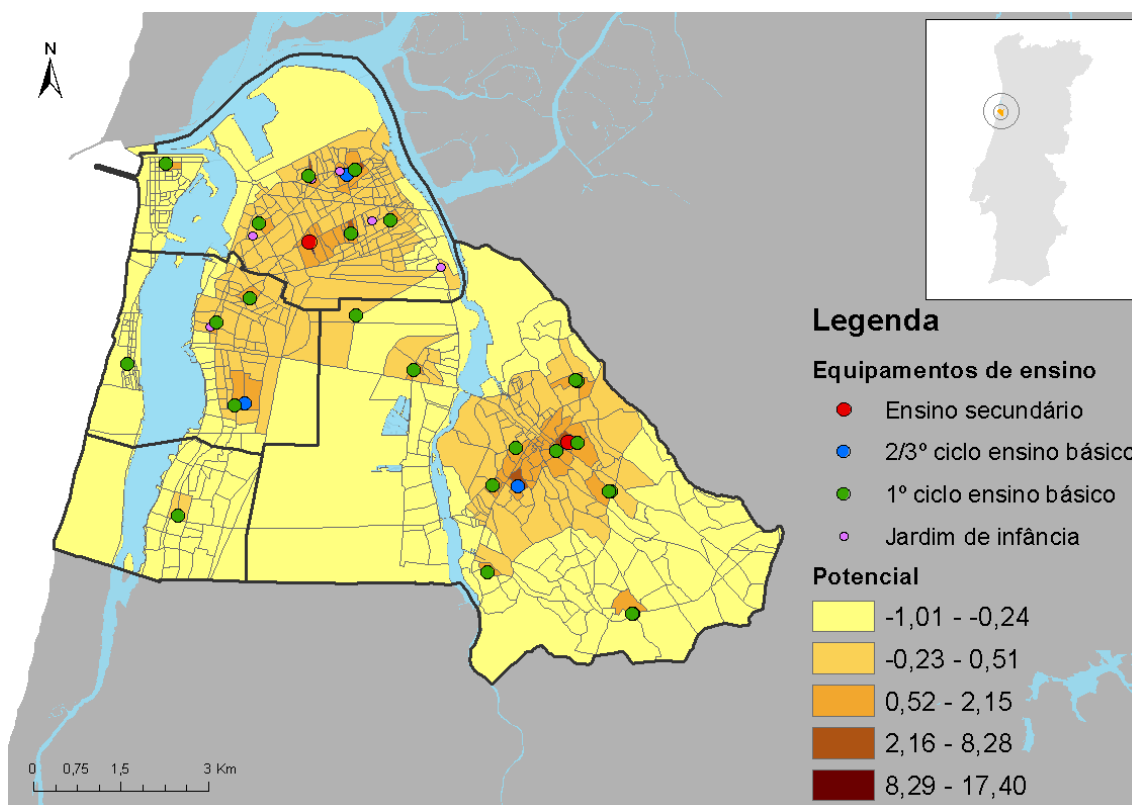 N
Legenda
Equipamentos de ensino
Ensino secundário
2/3º ciclo ensino básico
1º ciclo ensino básico
Jardim de infância
Potencial
-1,01 - -0,24
-0,23 - 0,51
0,52 - 2,15
2,16 - 8,28
8,29 - 17,40
0 0,75 1,5 3 Km